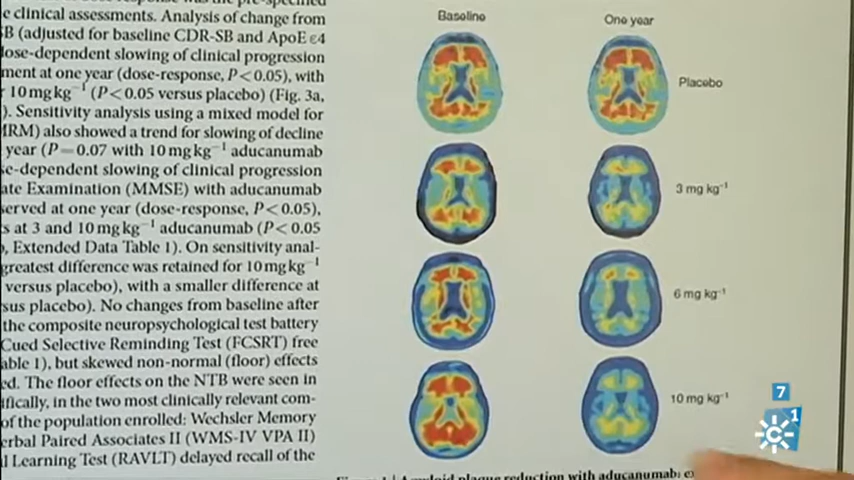 e clinical assessments. Analysis of change from
SB (adjusted for baseline CDR-SB and ApoE ε4
dose-dependent slowing of clinical progression
ment at one year (dose-response, P<0.05), with
10 mg kg⁻¹ (P<0.05 versus placebo) (Fig. 3a,
). Sensitivity analysis using a mixed model for
MRM) also showed a trend for slowing of decline
year (P=0.07 with 10 mg kg⁻¹ aducanumab
se-dependent slowing of clinical progression
ate Examination (MMSE) with aducanumab
served at one year (dose-response, P<0.05),
s at 3 and 10 mg kg⁻¹ aducanumab (P<0.05
, Extended Data Table 1). On sensitivity anal-
greatest difference was retained for 10 mg kg⁻¹
versus placebo), with a smaller difference at
sus placebo). No changes from baseline after
the composite neuropsychological test battery
Cued Selective Reminding Test (FCSRT) free
able 1), but skewed non-normal (floor) effects
ed. The floor effects on the NTB were seen in
ifically, in the two most clinically relevant com-
of the population enrolled: Wechsler Memory
erbal Paired Associates II (WMS-IV VPA II)
l Learning Test (RAVLT) delayed recall of the
Baseline
One year
Placebo
3 mg kg⁻¹
6 mg kg⁻¹
10 mg kg⁻¹
plaque reduction with aducanumab:
7
1